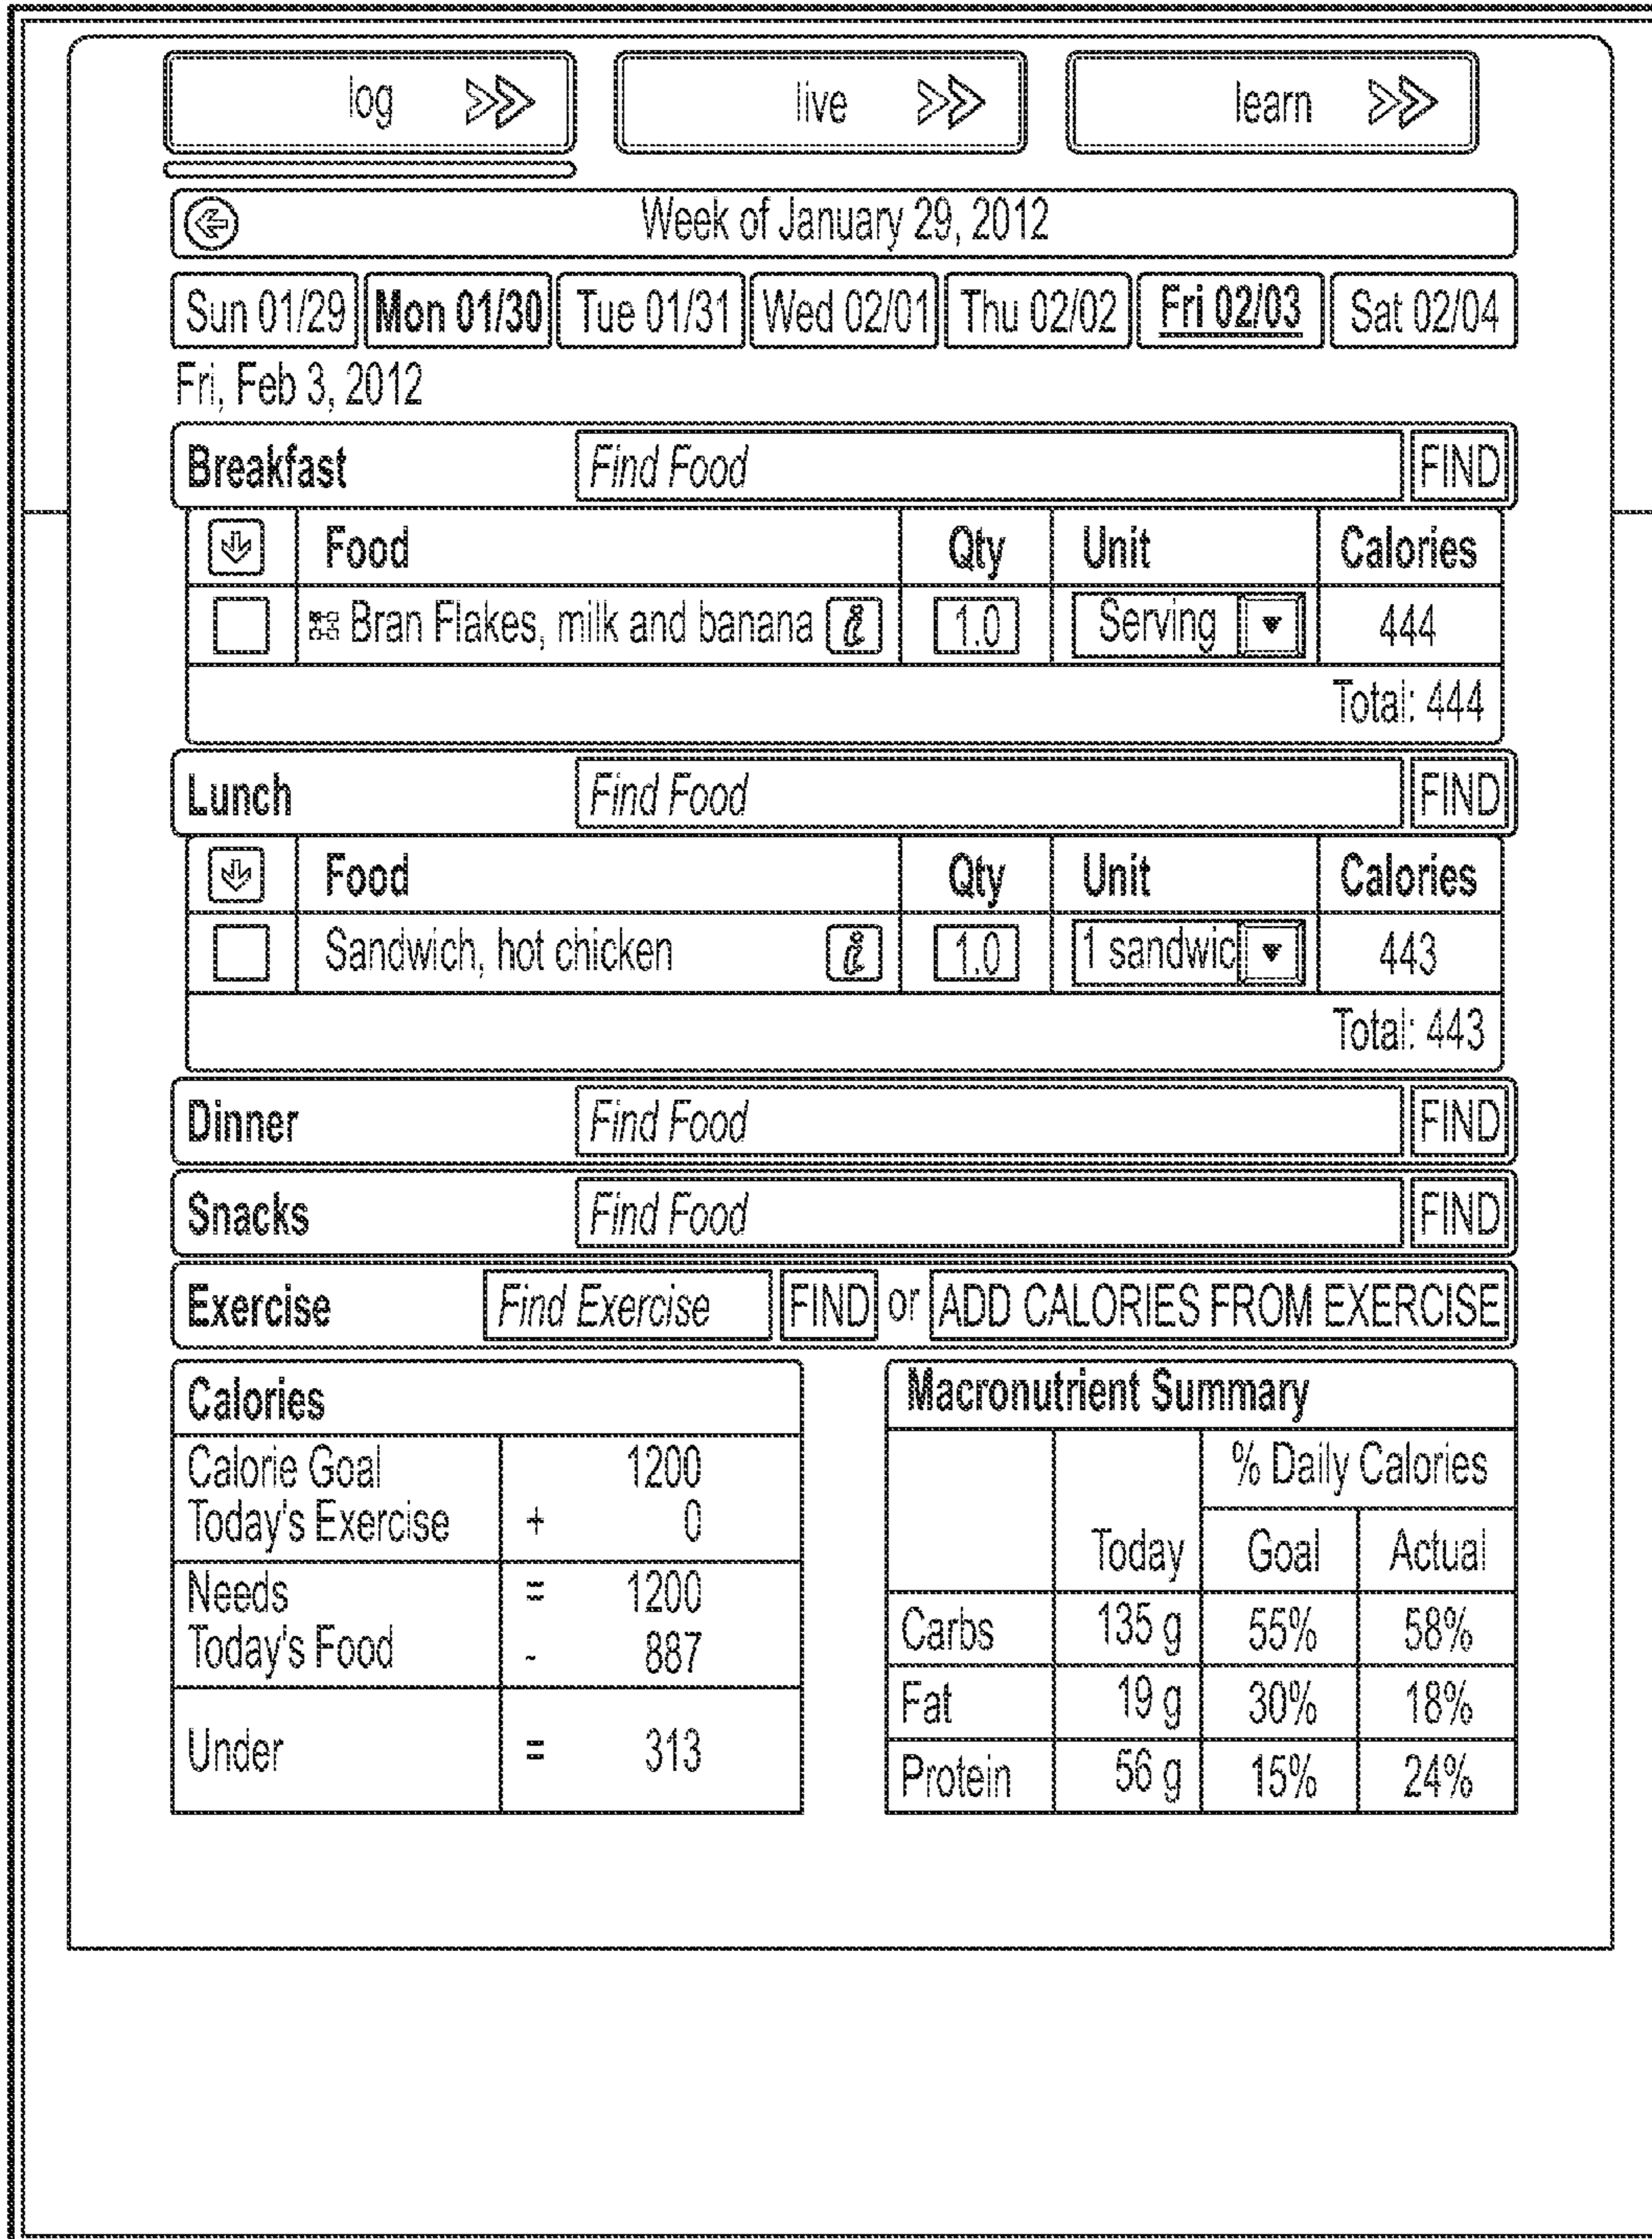 log live learn
Week of January 29, 2012
Sun 01/29 Mon 01/30 Tue 01/31 Wed 02/01 Thu 02/02 Fri 02/03 Sat 02/04
Fri, Feb 3, 2012
Breakfast Find Food FIND
Food Qty Unit Calories
Bran Flakes, milk and banana i 1.0 Serving 444
Total: 444
Lunch Find Food FIND
Food Qty Unit Calories
Sandwich, hot chicken i 1.0 1 sandwic 443
Total: 443
Dinner Find Food FIND
Snacks Find Food FIND
Exercise Find Exercise FIND or ADD CALORIES FROM EXERCISE
Calories
Calorie Goal 1200
Today's Exercise + 0
Needs = 1200
Today's Food - 887
Under = 313
Macronutrient Summary
% Daily Calories
Today Goal Actual
Carbs 135 g 55% 58%
Fat 19 g 30% 18%
Protein 56 g 15% 24%